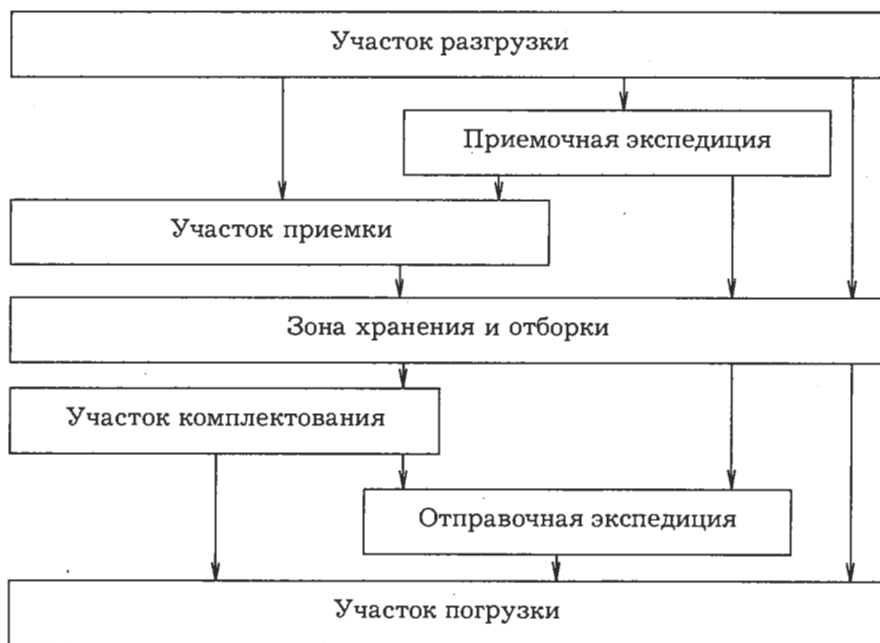 Участок разгрузки
Приемочная экспедиция
Участок приемки
Зона хранения и отборки
Участок комплектования
Отправочная экспедиция
Участок погрузки